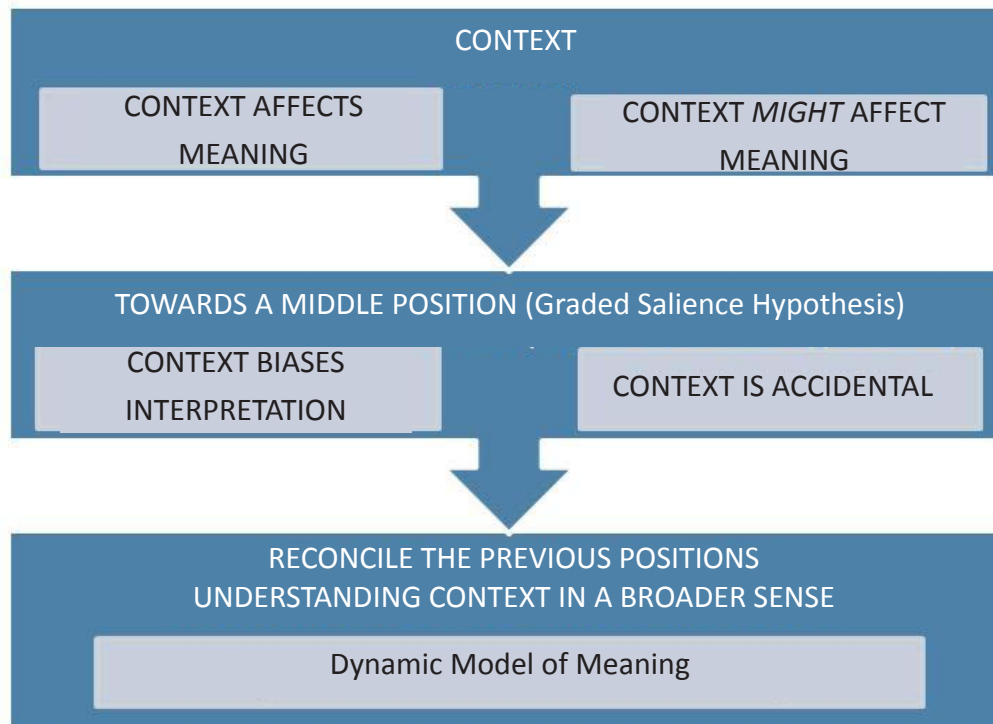 CONTEXT
CONTEXT AFFECTS
MEANING
CONTEXT MIGHT AFFECT
MEANING
TOWARDS A MIDDLE POSITION (Graded Salience Hypothesis)
CONTEXT BIASES
INTERPRETATION
CONTEXT IS ACCIDENTAL
RECONCILE THE PREVIOUS POSITIONS
UNDERSTANDING CONTEXT IN A BROADER SENSE
Dynamic Model of Meaning